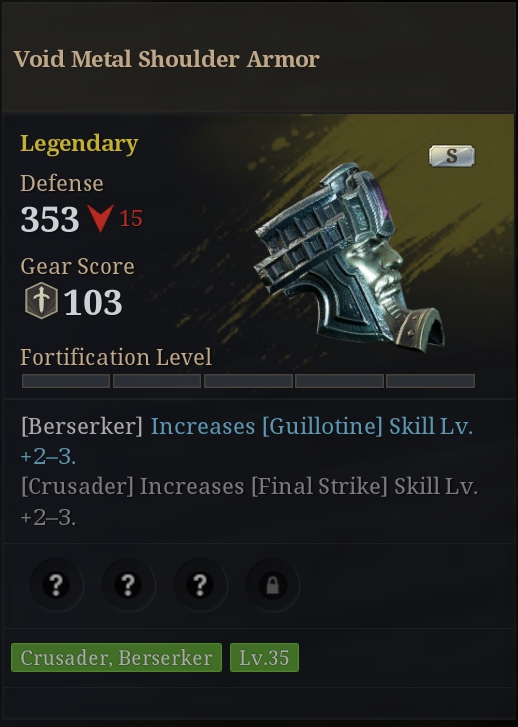 Void Metal Shoulder Armor
Legendary
S
Defense
353 15
Gear Score
103
Fortification Level
[Berserker] Increases [Guillotine] Skill Lv.
+2–3.
[Crusader] Increases [Final Strike] Skill Lv.
+2–3.
? ? ?
Crusader, Berserker Lv.35